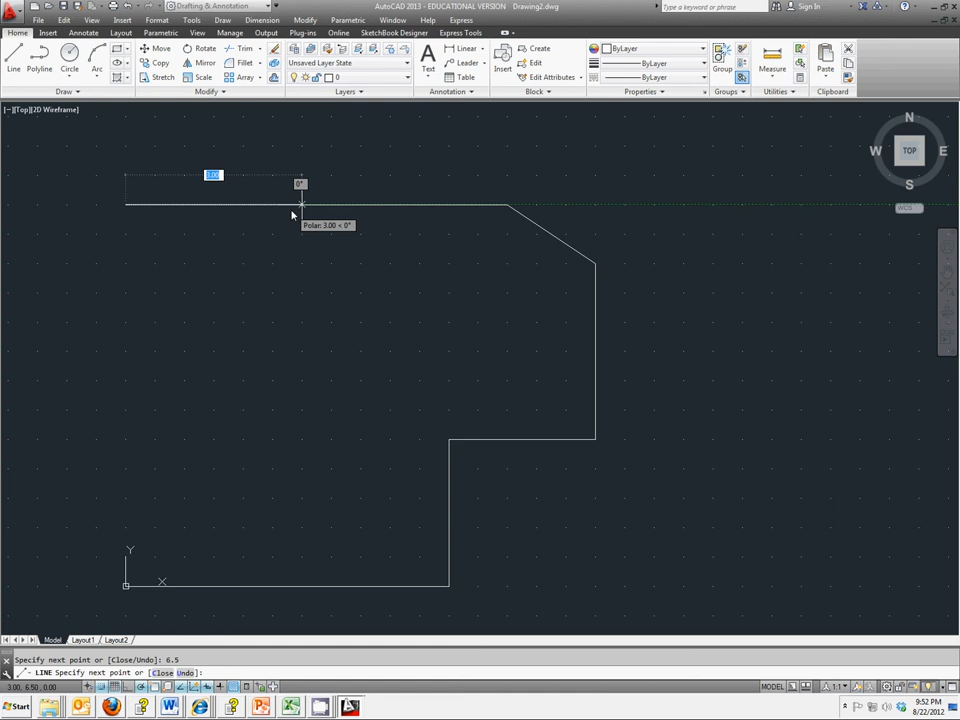 Drafting & Annotation
AutoCAD 2013 - EDUCATIONAL VERSION Drawing2.dwg
Type a keyword or phrase
Sign In
File Edit View Insert Format Tools Draw Dimension Modify Parametric Window Help Express
Home Insert Annotate Parametric View Manage Output Plug-ins Online SketchBook Designer Express Tools
Line Polyline Circle Arc
Move Rotate Trim
Copy Mirror Fillet
Stretch Scale Array
Unsaved Layer State
0
Text Linear
Leader
Table
Insert Create
Edit
Edit Attributes
ByLayer
ByLayer
ByLayer
Group Measure Paste
Draw Modify Layers Annotation Block Properties Groups Utilities Clipboard
[−][Top][2D Wireframe]
N
W TOP E
S
WCS
3.00
0°
Polar: 3.00 < 0°
Y
X
Model Layout1 Layout2
Specify next point or [Close/Undo]: 6.5
LINE Specify next point or [Close Undo]:
3.00, 6.50, 0.00
MODEL
1:1
Start
9:52 PM
8/22/2012